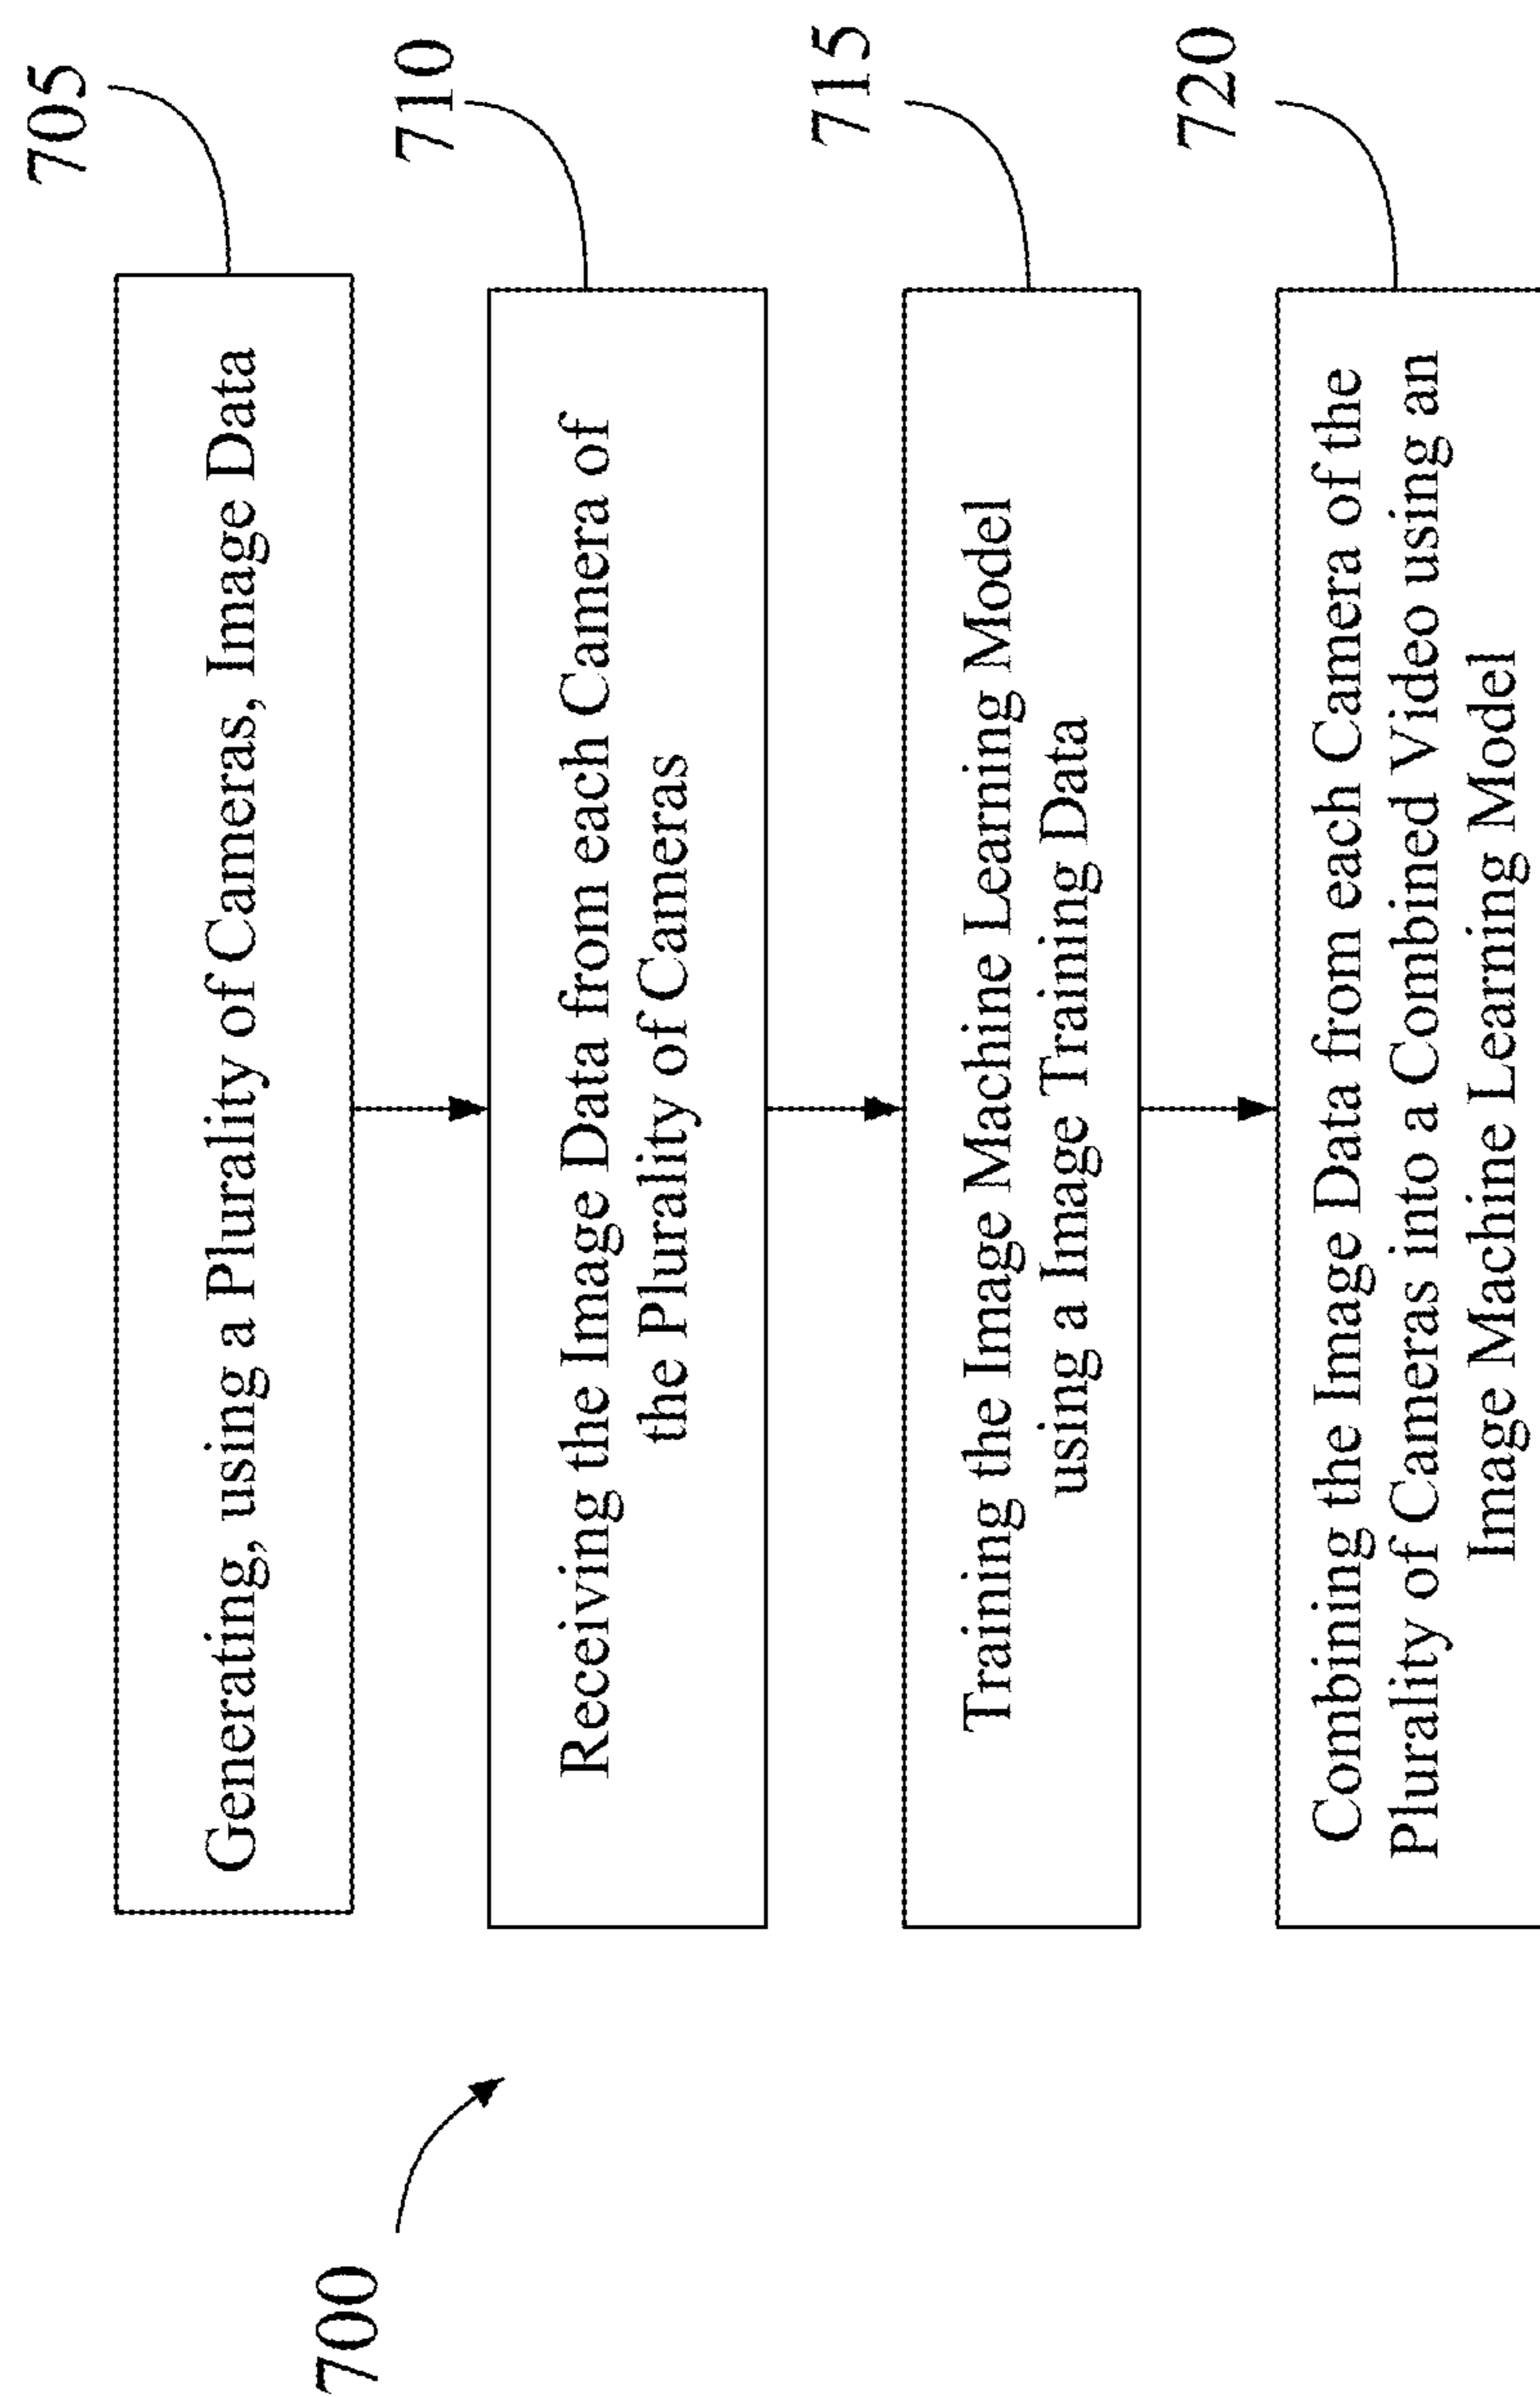 705
Generating, using a Plurality of Cameras, Image Data
710
Receiving the Image Data from each Camera of
the Plurality of Cameras
715
Training the Image Machine Learning Model
using a Image Training Data
720
Combining the Image Data from each Camera of the
Plurality of Cameras into a Combined Video using an
Image Machine Learning Model
700